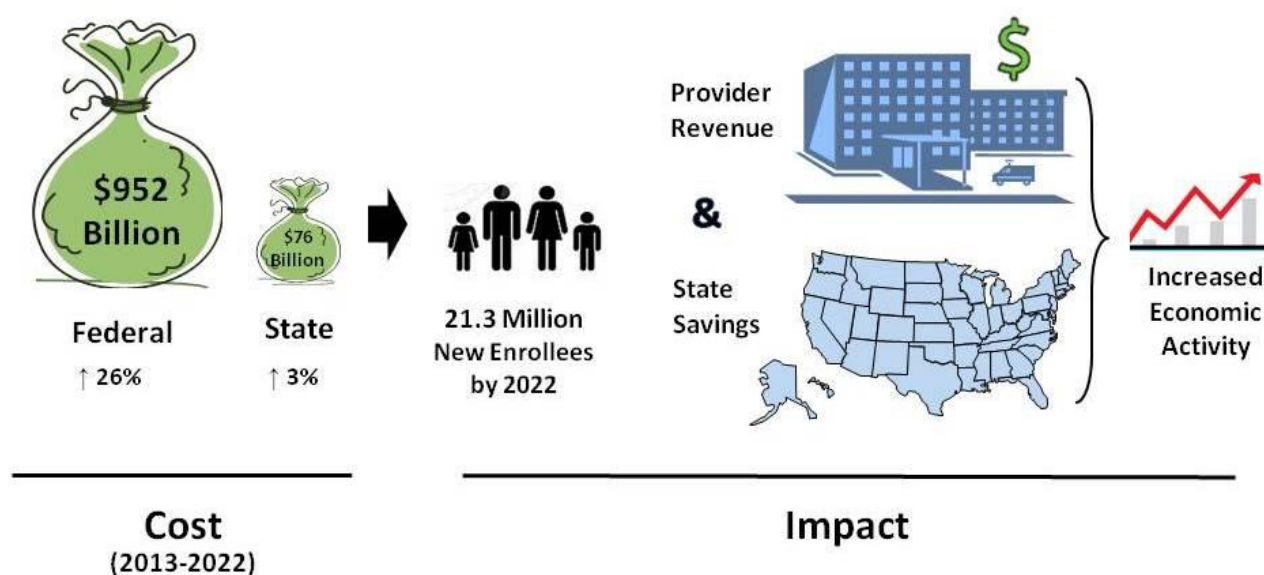 $952
Billion
$76
Billion
Federal
↑ 26%
State
↑ 3%
21.3 Million
New Enrollees
by 2022
$
Provider
Revenue
&
State
Savings
Increased
Economic
Activity
Cost
(2013-2022)
Impact